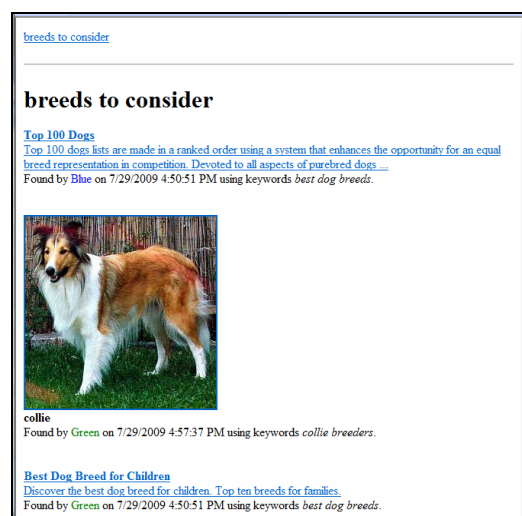 breeds to consider
breeds to consider
Top 100 Dogs
Top 100 dogs lists are made in a ranked order using a system that enhances the opportunity for an equal
breed representation in competition. Devoted to all aspects of purebred dogs ...
Found by Blue on 7/29/2009 4:50:51 PM using keywords best dog breeds.
collie
Found by Green on 7/29/2009 4:57:37 PM using keywords collie breeders.
Best Dog Breed for Children
Discover the best dog breed for children. Top ten breeds for families.
Found by Green on 7/29/2009 4:50:51 PM using keywords best dog breeds.